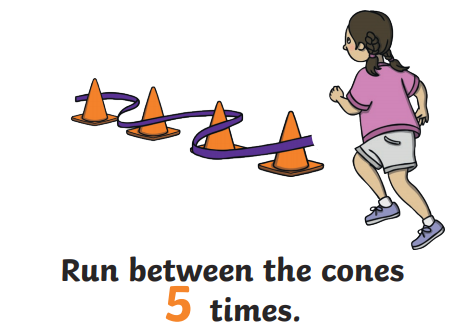 Run between the cones
5 times.